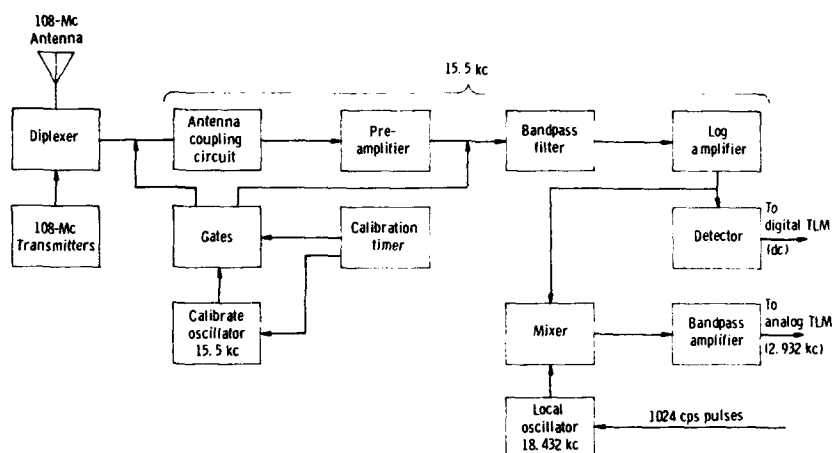 108-Mc
Antenna
15.5 kc
Diplexer
Antenna
coupling
circuit
Pre-
amplifier
Bandpass
filter
Log
amplifier
108-Mc
Transmitters
Gates
Calibration
timer
Detector
To
digital TLM
(dc)
Calibrate
oscillator
15.5 kc
Mixer
Bandpass
amplifier
To
analog TLM
(2.932 kc)
Local
oscillator
18.432 kc
1024 cps pulses